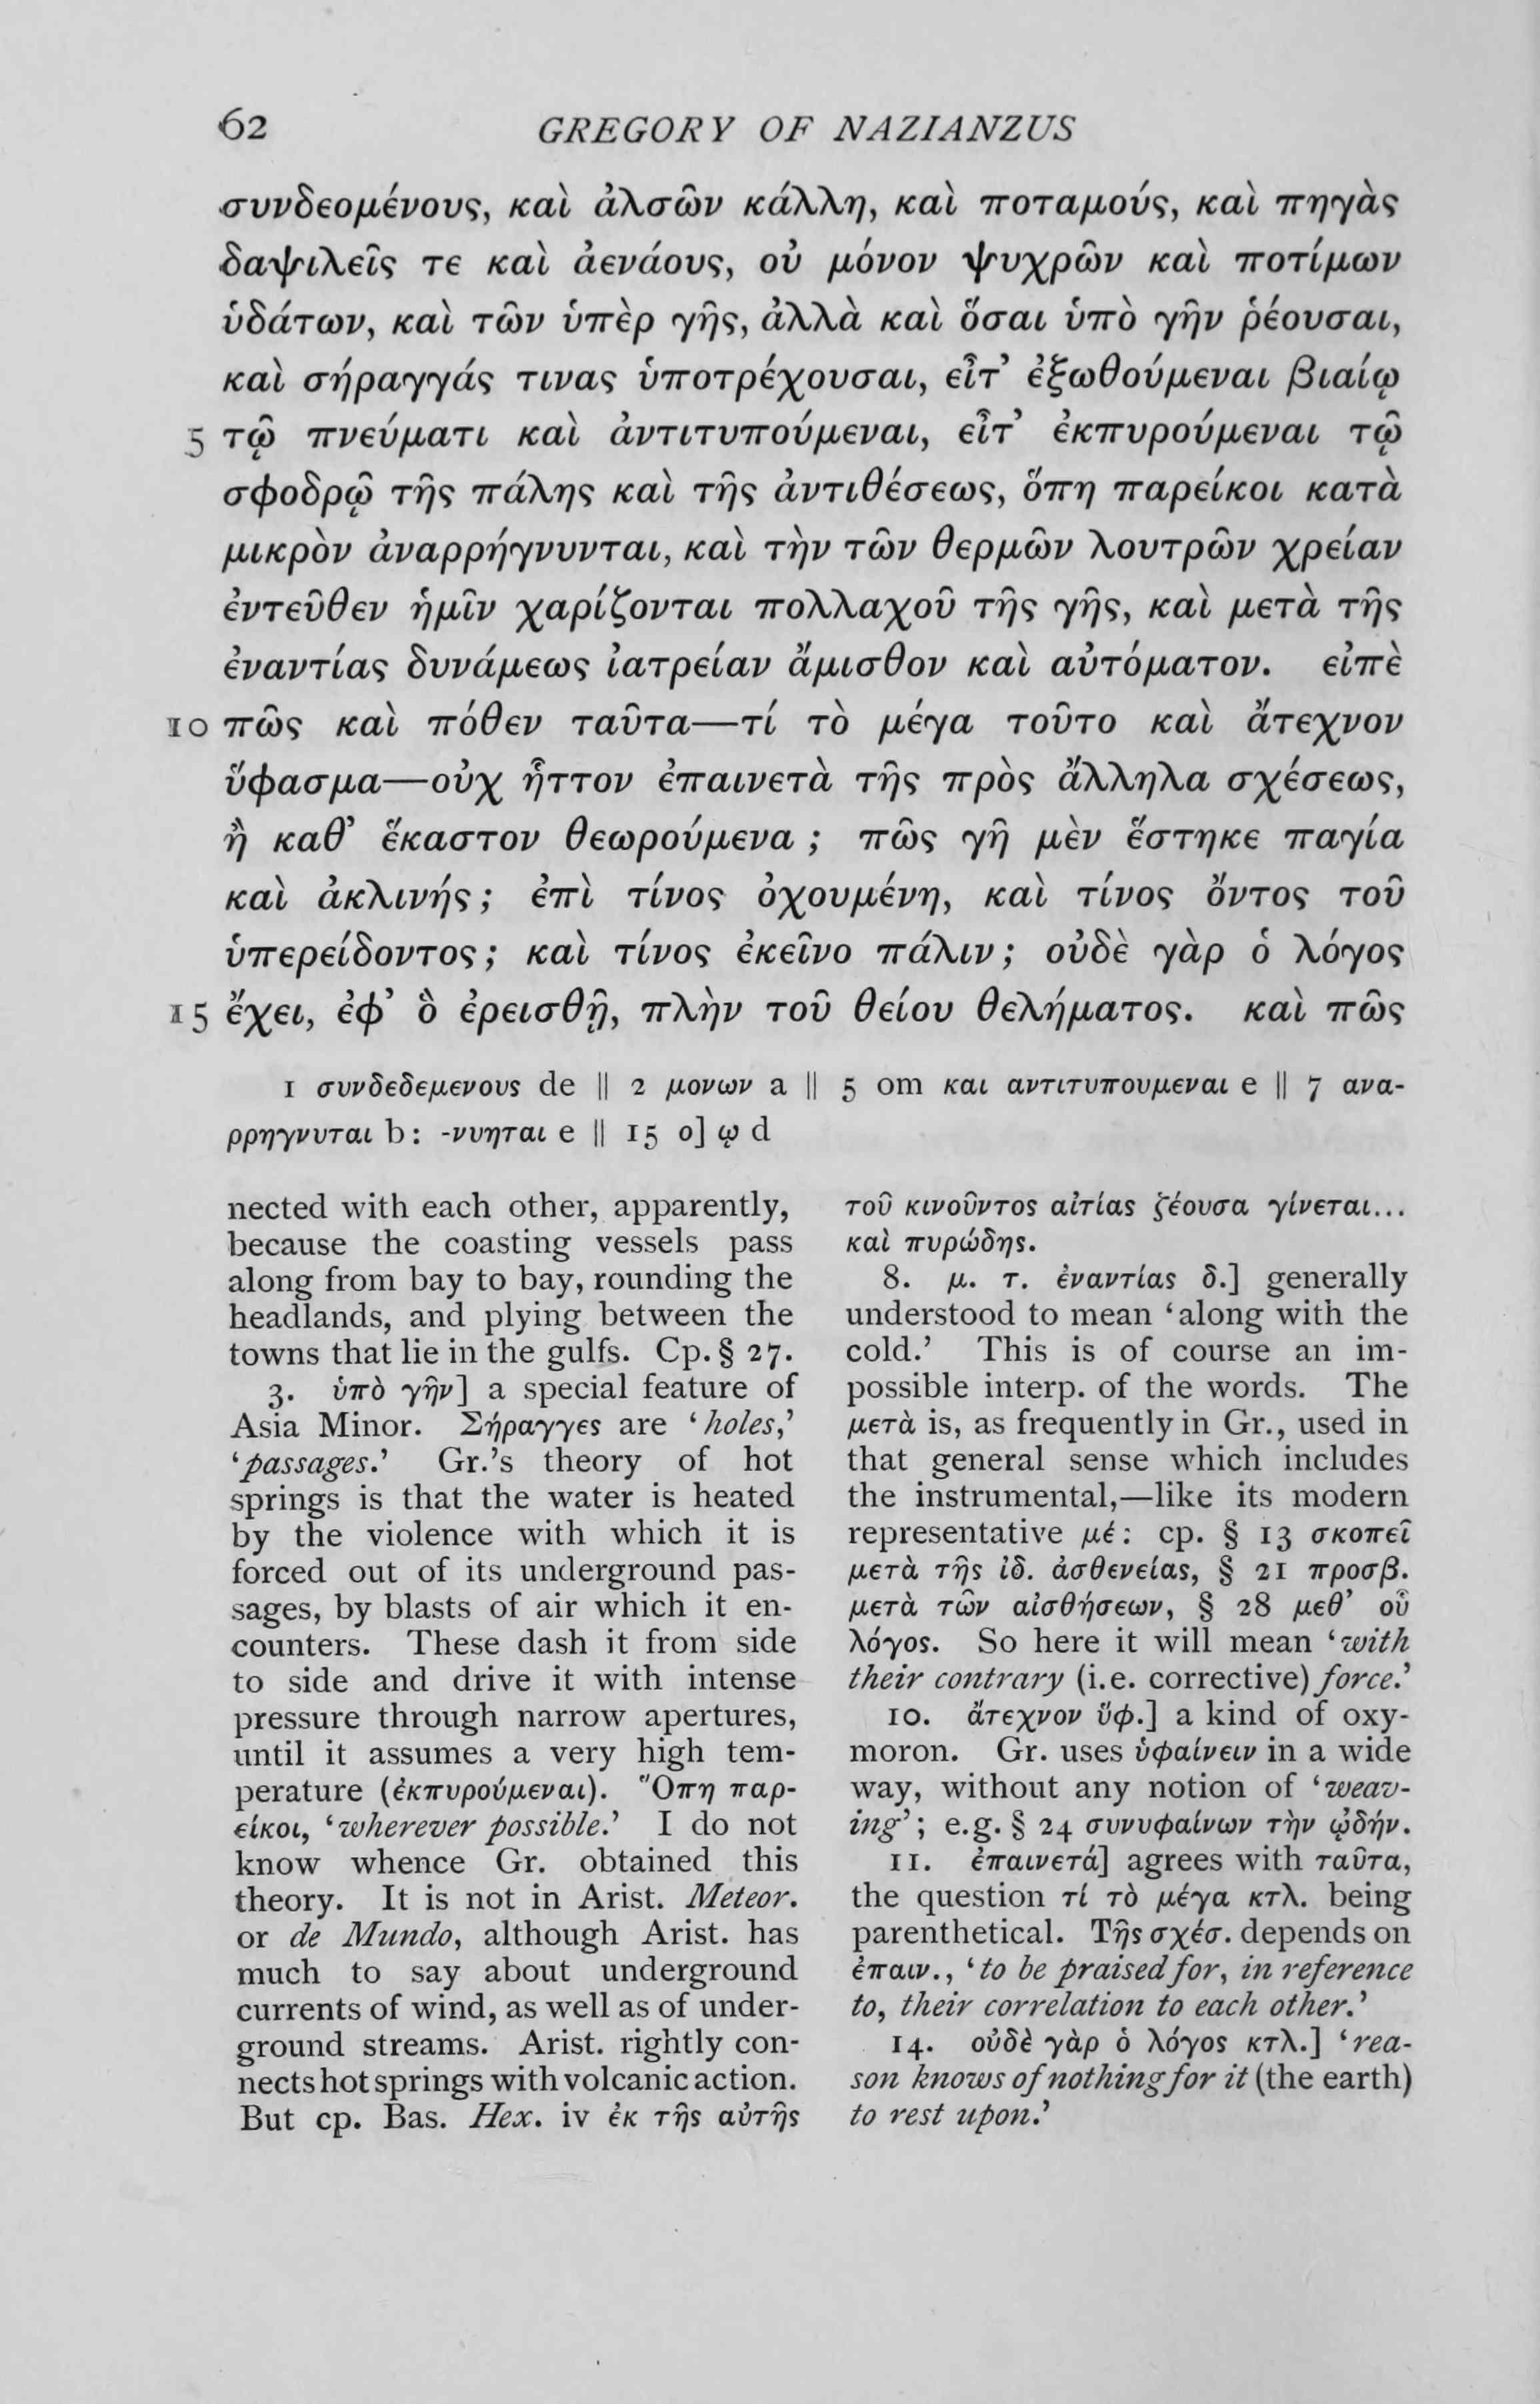 62 GREGORY OF NAZIANZUS
συνδεομένους, καὶ ἀλσῶν κάλλη, καὶ ποταμούς, καὶ πηγὰς
δαψιλεῖς τε καὶ ἀενάους, οὐ μόνον ψυχρῶν καὶ ποτίμων
ὑδάτων, καὶ τῶν ὑπὲρ γῆς, ἀλλὰ καὶ ὅσαι ὑπὸ γῆν ῥέουσαι,
καὶ σήραγγάς τινας ὑποτρέχουσαι, εἶτ’ ἐξωθούμεναι βιαίῳ
5 τῷ πνεύματι καὶ ἀντιτυπούμεναι, εἶτ’ ἐκπυρούμεναι τῷ
σφοδρῷ τῆς πάλης καὶ τῆς ἀντιθέσεως, ὅπη παρείκοι κατὰ
μικρὸν ἀναρρήγνυνται, καὶ τὴν τῶν θερμῶν λουτρῶν χρείαν
ἐντεῦθεν ἡμῖν χαρίζονται πολλαχοῦ τῆς γῆς, καὶ μετὰ τῆς
ἐναντίας δυνάμεως ἰατρείαν ἄμισθον καὶ αὐτόματον. εἰπὲ
10 πῶς καὶ πόθεν ταῦτα—τί τὸ μέγα τοῦτο καὶ ἄτεχνον
ὕφασμα—οὐχ ἧττον ἐπαινετὰ τῆς πρὸς ἄλληλα σχέσεως,
ἢ καθ’ ἕκαστον θεωρούμενα ; πῶς γῆ μὲν ἕστηκε παγία
καὶ ἀκλινής ; ἐπὶ τίνος ὀχουμένη, καὶ τίνος ὄντος τοῦ
ὑπερείδοντος ; καὶ τίνος ἐκεῖνο πάλιν ; οὐδὲ γὰρ ὁ λόγος
15 ἔχει, ἐφ’ ὃ ἐρεισθῇ, πλὴν τοῦ θείου θελήματος. καὶ πῶς
1 συνδεδεμενους de || 2 μονων a || 5 om και αντιτυπουμεναι e || 7 ανα-
ρρηγνυται b : -νυηται e || 15 ο] ῳ d
nected with each other, apparently,
because the coasting vessels pass
along from bay to bay, rounding the
headlands, and plying between the
towns that lie in the gulfs. Cp. § 27.
3. ὑπὸ γῆν] a special feature of
Asia Minor. Σήραγγες are ‘holes,’
‘passages.’ Gr.’s theory of hot
springs is that the water is heated
by the violence with which it is
forced out of its underground pas-
sages, by blasts of air which it en-
counters. These dash it from side
to side and drive it with intense
pressure through narrow apertures,
until it assumes a very high tem-
perature (ἐκπυρούμεναι). Ὅπη παρ-
είκοι, ‘wherever possible.’ I do not
know whence Gr. obtained this
theory. It is not in Arist. Meteor.
or de Mundo, although Arist. has
much to say about underground
currents of wind, as well as of under-
ground streams. Arist. rightly con-
nects hot springs with volcanic action.
But cp. Bas. Hex. iv ἐκ τῆς αὐτῆς
τοῦ κινοῦντος αἰτίας ζέουσα γίνεται...
καὶ πυρώδης.
8. μ. τ. ἐναντίας δ.] generally
understood to mean ‘along with the
cold.’ This is of course an im-
possible interp. of the words. The
μετὰ is, as frequently in Gr., used in
that general sense which includes
the instrumental,—like its modern
representative μέ: cp. § 13 σκοπεῖ
μετὰ τῆς ἰδ. ἀσθενείας, § 21 προσβ.
μετὰ τῶν αἰσθήσεων, § 28 μεθ’ οὗ
λόγος. So here it will mean ‘with
their contrary (i.e. corrective) force.’
10. ἄτεχνον ὕφ.] a kind of oxy-
moron. Gr. uses ὑφαίνειν in a wide
way, without any notion of ‘weav-
ing’; e.g. § 24 συνυφαίνων τὴν ᾠδήν.
11. ἐπαινετά] agrees with ταῦτα,
the question τί τὸ μέγα κτλ. being
parenthetical. Τῆς σχέσ. depends on
ἐπαιν., ‘to be praised for, in reference
to, their correlation to each other.’
14. οὐδὲ γὰρ ὁ λόγος κτλ.] ‘rea-
son knows of nothing for it (the earth)
to rest upon.’